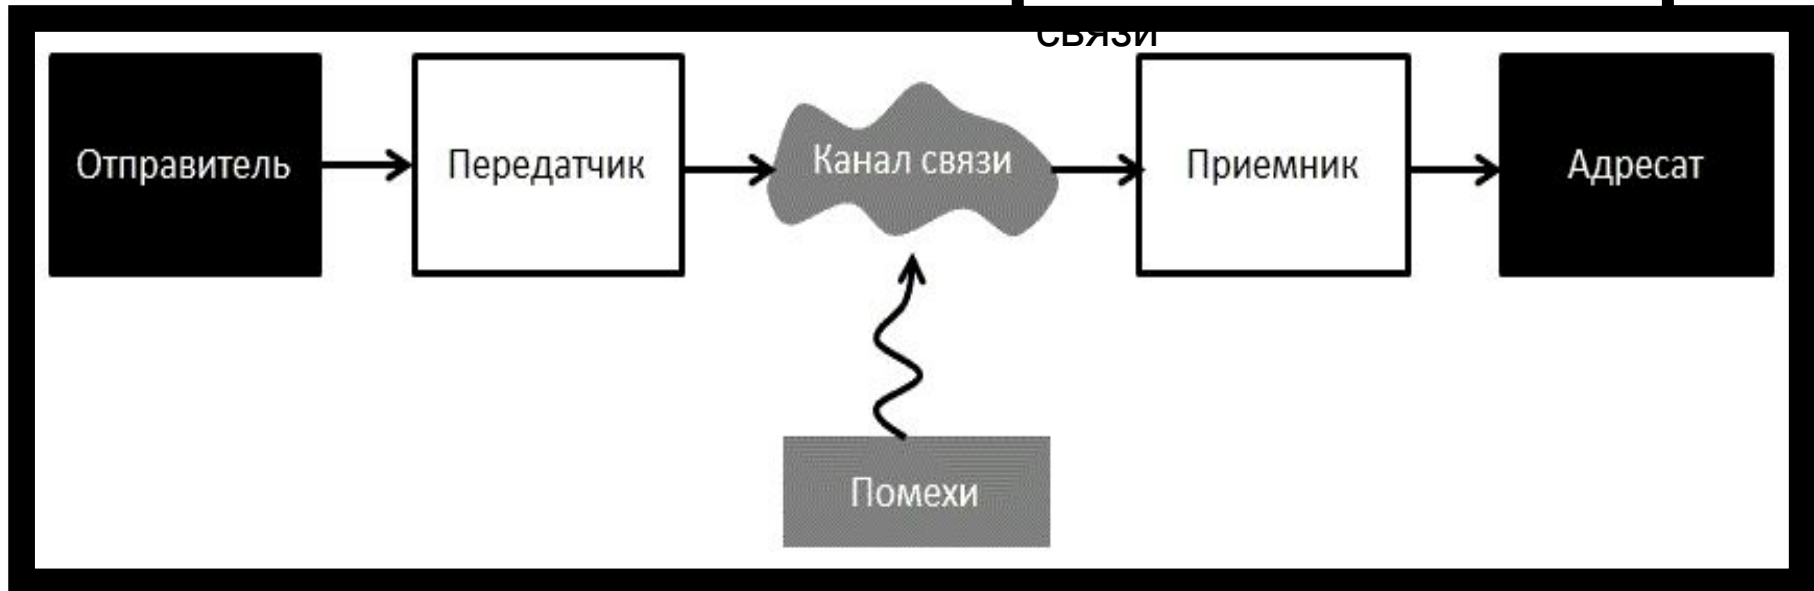 связи
Отправитель
Передатчик
Канал связи
Приемник
Адресат
Помехи